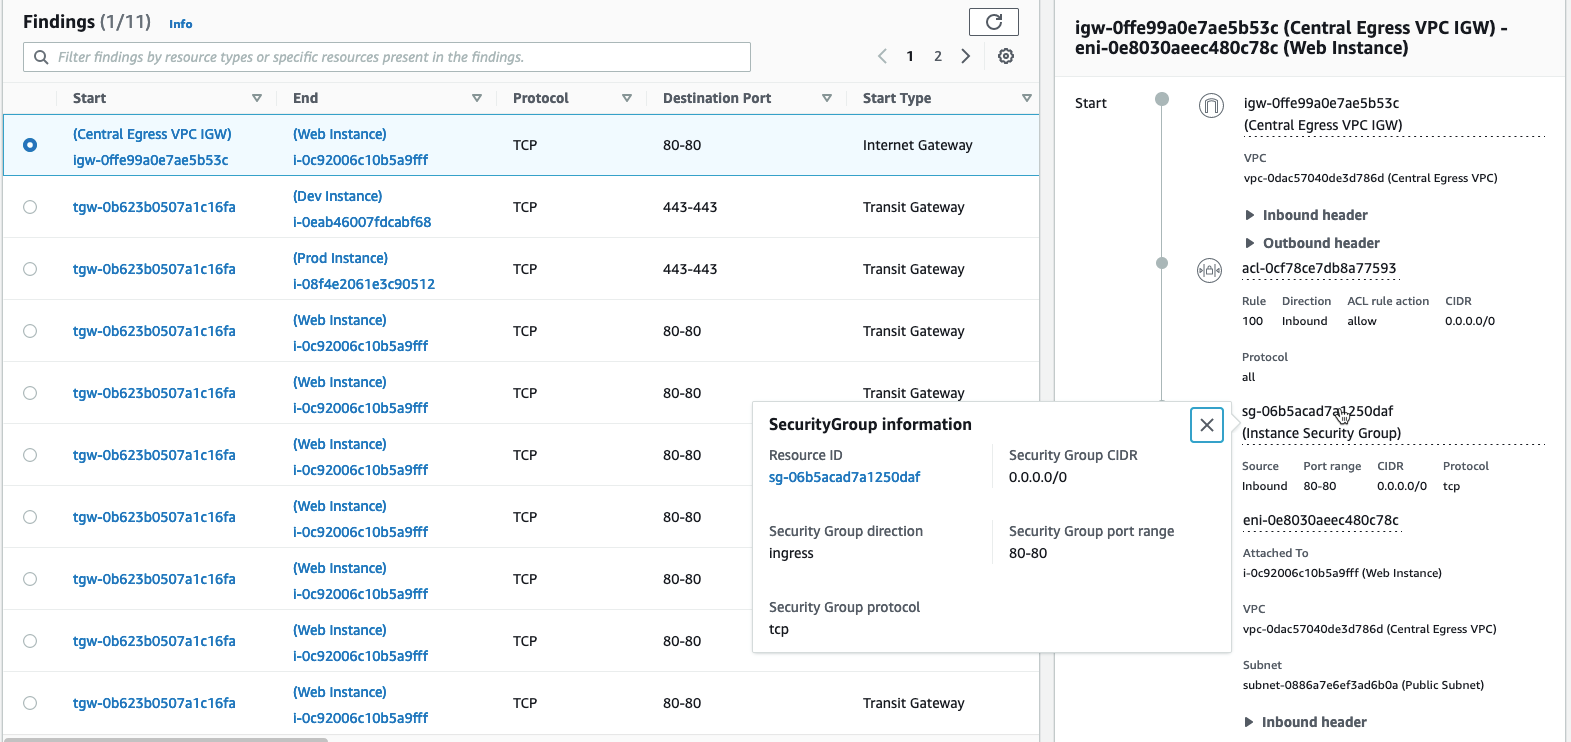 Findings (1/11) Info
Filter findings by resource types or specific resources present in the findings.
1 2
Start End Protocol Destination Port Start Type
(Central Egress VPC IGW) (Web Instance)
igw-0ffe99a0e7ae5b53c i-0c92006c10b5a9fff TCP 80-80 Internet Gateway
(Dev Instance)
tgw-0b623b0507a1c16fa i-0eab46007fdcabf68 TCP 443-443 Transit Gateway
(Prod Instance)
tgw-0b623b0507a1c16fa i-08f4e2061e3c90512 TCP 443-443 Transit Gateway
(Web Instance)
tgw-0b623b0507a1c16fa i-0c92006c10b5a9fff TCP 80-80 Transit Gateway
(Web Instance)
tgw-0b623b0507a1c16fa i-0c92006c10b5a9fff TCP 80-80 Transit Gateway
(Web Instance)
tgw-0b623b0507a1c16fa i-0c92006c10b5a9fff TCP 80-80
(Web Instance)
tgw-0b623b0507a1c16fa i-0c92006c10b5a9fff TCP 80-80
(Web Instance)
tgw-0b623b0507a1c16fa i-0c92006c10b5a9fff TCP 80-80
(Web Instance)
tgw-0b623b0507a1c16fa i-0c92006c10b5a9fff TCP 80-80
(Web Instance)
tgw-0b623b0507a1c16fa i-0c92006c10b5a9fff TCP 80-80 Transit Gateway
SecurityGroup information
Resource ID Security Group CIDR
sg-06b5acad7a1250daf 0.0.0.0/0
Security Group direction Security Group port range
ingress 80-80
Security Group protocol
tcp
igw-0ffe99a0e7ae5b53c (Central Egress VPC IGW) -
eni-0e8030aeec480c78c (Web Instance)
Start igw-0ffe99a0e7ae5b53c
(Central Egress VPC IGW)
VPC
vpc-0dac57040de3d786d (Central Egress VPC)
Inbound header
Outbound header
acl-0cf78ce7db8a77593
Rule Direction ACL rule action CIDR
100 Inbound allow 0.0.0.0/0
Protocol
all
sg-06b5acad7a1250daf
(Instance Security Group)
Source Port range CIDR Protocol
Inbound 80-80 0.0.0.0/0 tcp
eni-0e8030aeec480c78c
Attached To
i-0c92006c10b5a9fff (Web Instance)
VPC
vpc-0dac57040de3d786d (Central Egress VPC)
Subnet
subnet-0886a7e6ef3ad6b0a (Public Subnet)
Inbound header